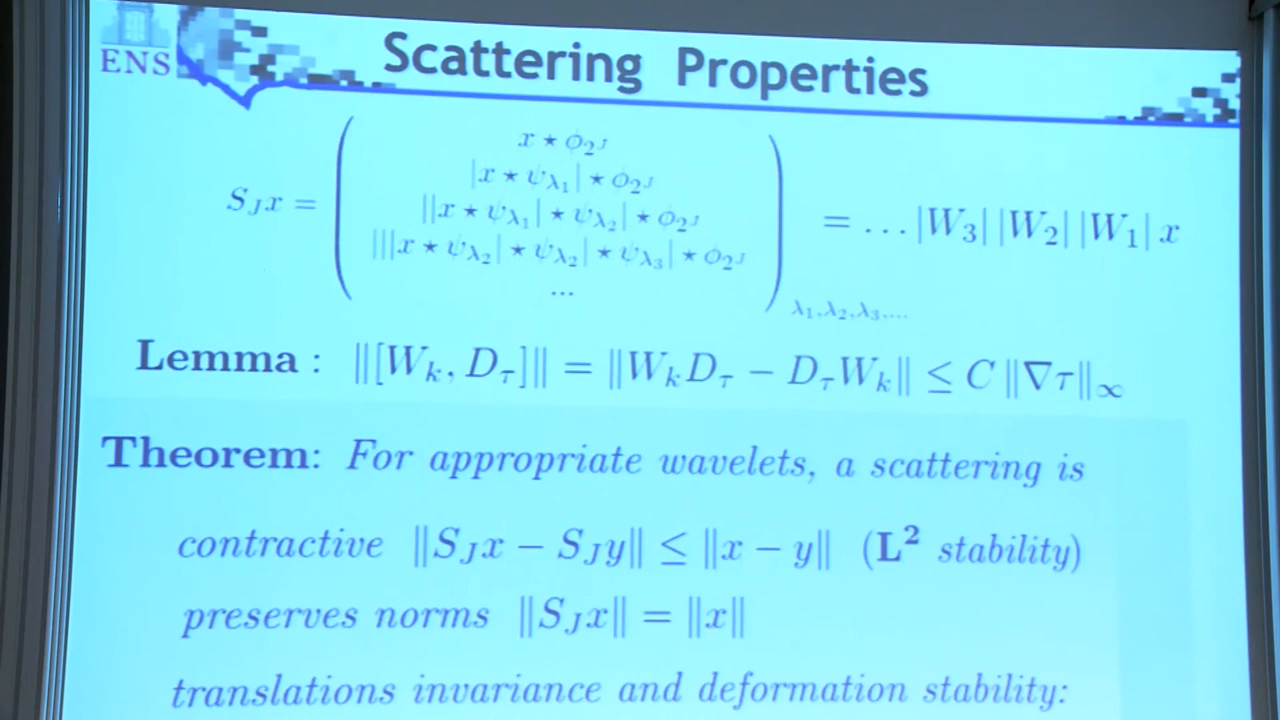 ENS
Scattering Properties
x ⋆ ϕ_{2^J}
|x ⋆ ψ_{λ_1}| ⋆ ϕ_{2^J}
S_J x =
||x ⋆ ψ_{λ_1}| ⋆ ψ_{λ_2}| ⋆ ϕ_{2^J}
= ... |W_3| |W_2| |W_1| x
|||x ⋆ ψ_{λ_2}| ⋆ ψ_{λ_2}| ⋆ ψ_{λ_3}| ⋆ ϕ_{2^J}
...
λ_1,λ_2,λ_3,...
Lemma : ‖[W_k, D_τ]‖ = ‖W_k D_τ − D_τ W_k‖ ≤ C ‖∇τ‖_∞
Theorem: For appropriate wavelets, a scattering is
contractive ‖S_J x − S_J y‖ ≤ ‖x − y‖ (L² stability)
preserves norms ‖S_J x‖ = ‖x‖
translations invariance and deformation stability: